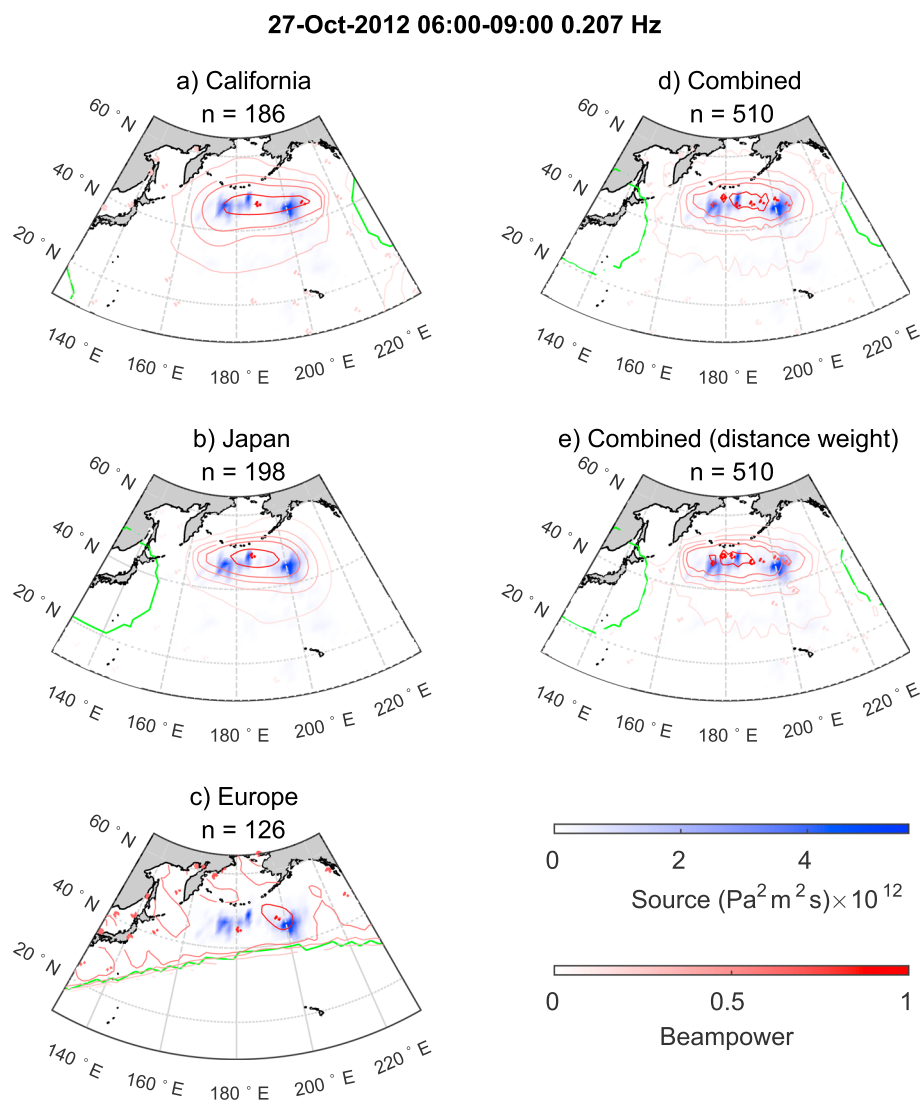 27-Oct-2012 06:00-09:00 0.207 Hz
a) California
n = 186
60 ° N
40 ° N
20 ° N
140 ° E
160 ° E
180 ° E
200 ° E
220 ° E
d) Combined
n = 510
60 ° N
40 ° N
20 ° N
140 ° E
160 ° E
180 ° E
200 ° E
220 ° E
b) Japan
n = 198
60 ° N
40 ° N
20 ° N
140 ° E
160 ° E
180 ° E
200 ° E
220 ° E
e) Combined (distance weight)
n = 510
60 ° N
40 ° N
20 ° N
140 ° E
160 ° E
180 ° E
200 ° E
220 ° E
c) Europe
n = 126
60 ° N
40 ° N
20 ° N
140 ° E
160 ° E
180 ° E
200 ° E
220 ° E
0 2 4
Source (Pa² m² s)×10¹²
0 0.5 1
Beampower